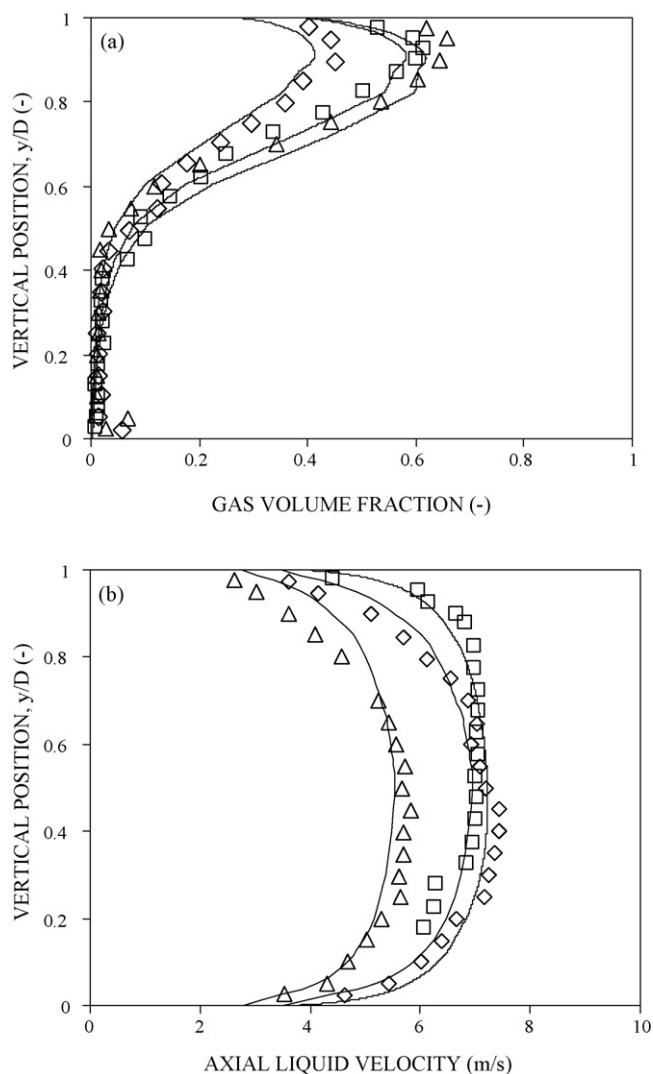 (a)
1
0.8
0.6
0.4
0.2
0
VERTICAL POSITION, y/D (-)
0 0.2 0.4 0.6 0.8 1
GAS VOLUME FRACTION (-)
(b)
1
0.8
0.6
0.4
0.2
0
VERTICAL POSITION, y/D (-)
0 2 4 6 8 10
AXIAL LIQUID VELOCITY (m/s)